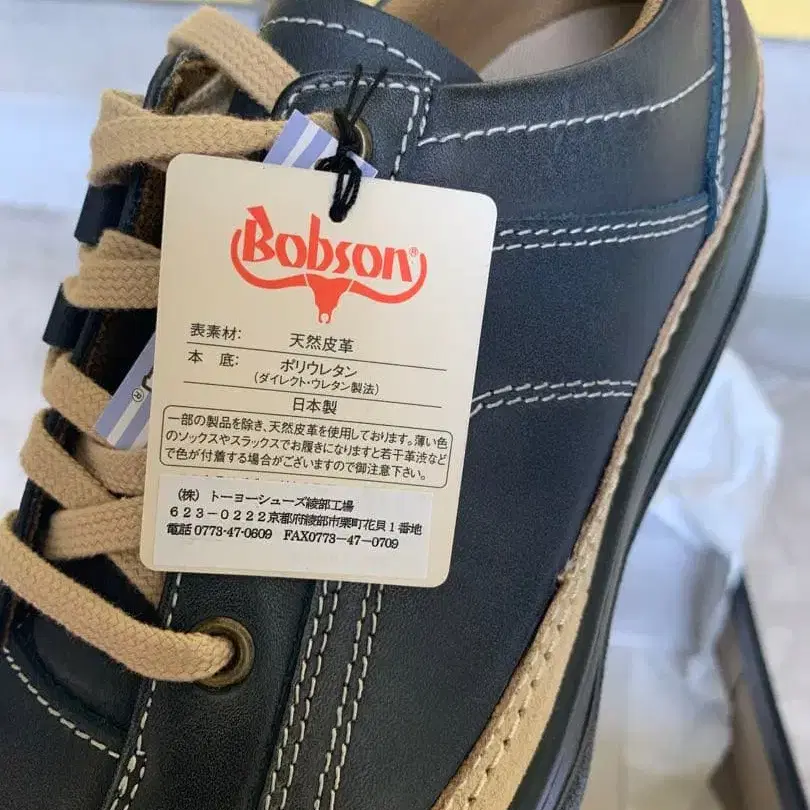 Bobson®
表素材: 天然皮革
本 底: ポリウレタン
(ダイレクト・ウレタン製法)
日本製
一部の製品を除き、天然皮革を使用しております。薄い色
のソックスやスラックスでお履きになりますと若干革渋など
で色が付着する場合がございますので御注意下さい。
(株) トーヨーシューズ綾部工場
623-0222京都府綾部市栗町花貝1番地
電話 0773-47-0609 FAX0773-47-0709
®